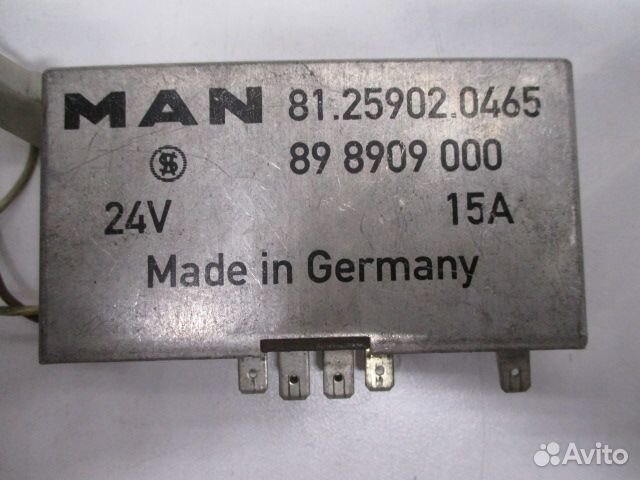 MAN 81.25902.0465
89 8909 000
24V 15A
Made in Germany
Avito